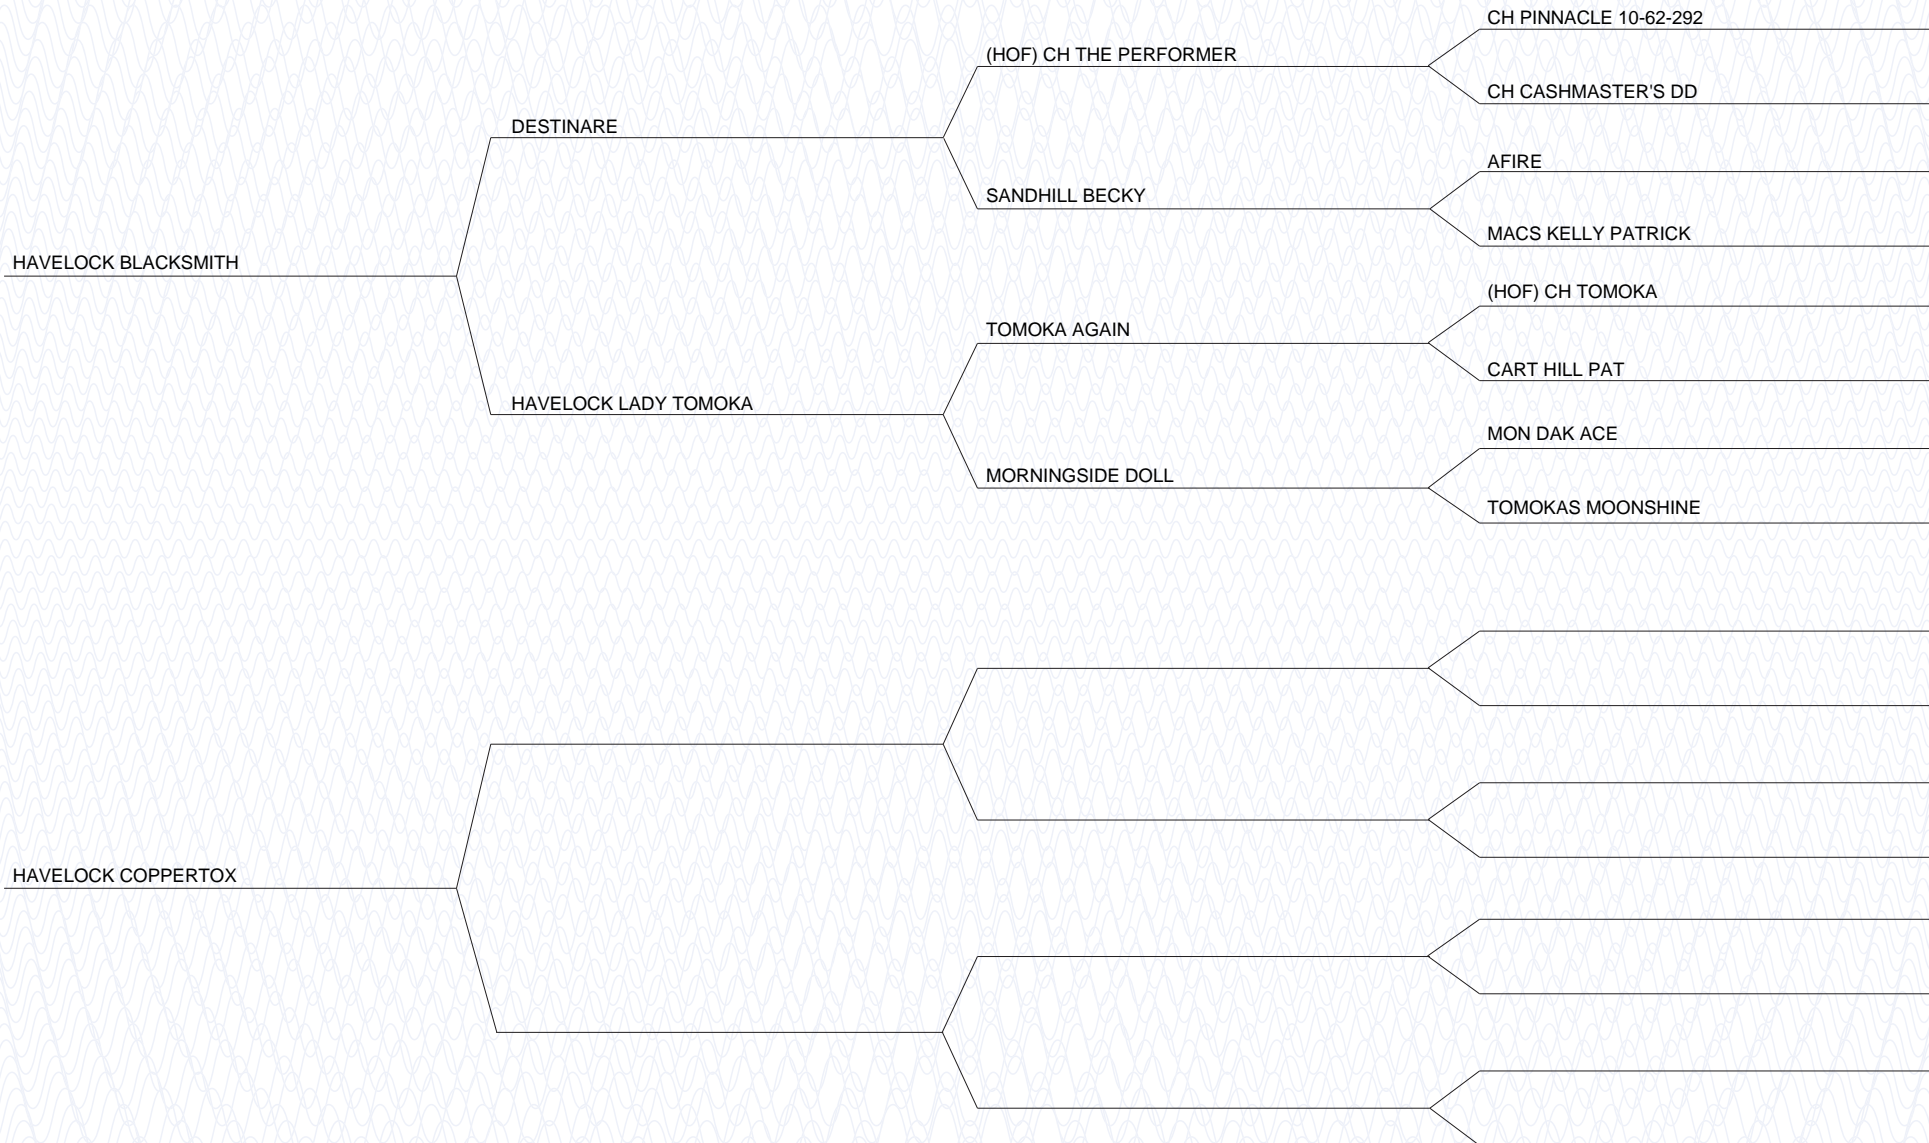 CH PINNACLE 10-62-292
(HOF) CH THE PERFORMER
CH CASHMASTER'S DD
DESTINARE
AFIRE
SANDHILL BECKY
MACS KELLY PATRICK
HAVELOCK BLACKSMITH
(HOF) CH TOMOKA
TOMOKA AGAIN
CART HILL PAT
HAVELOCK LADY TOMOKA
MON DAK ACE
MORNINGSIDE DOLL
TOMOKAS MOONSHINE
HAVELOCK COPPERTOX